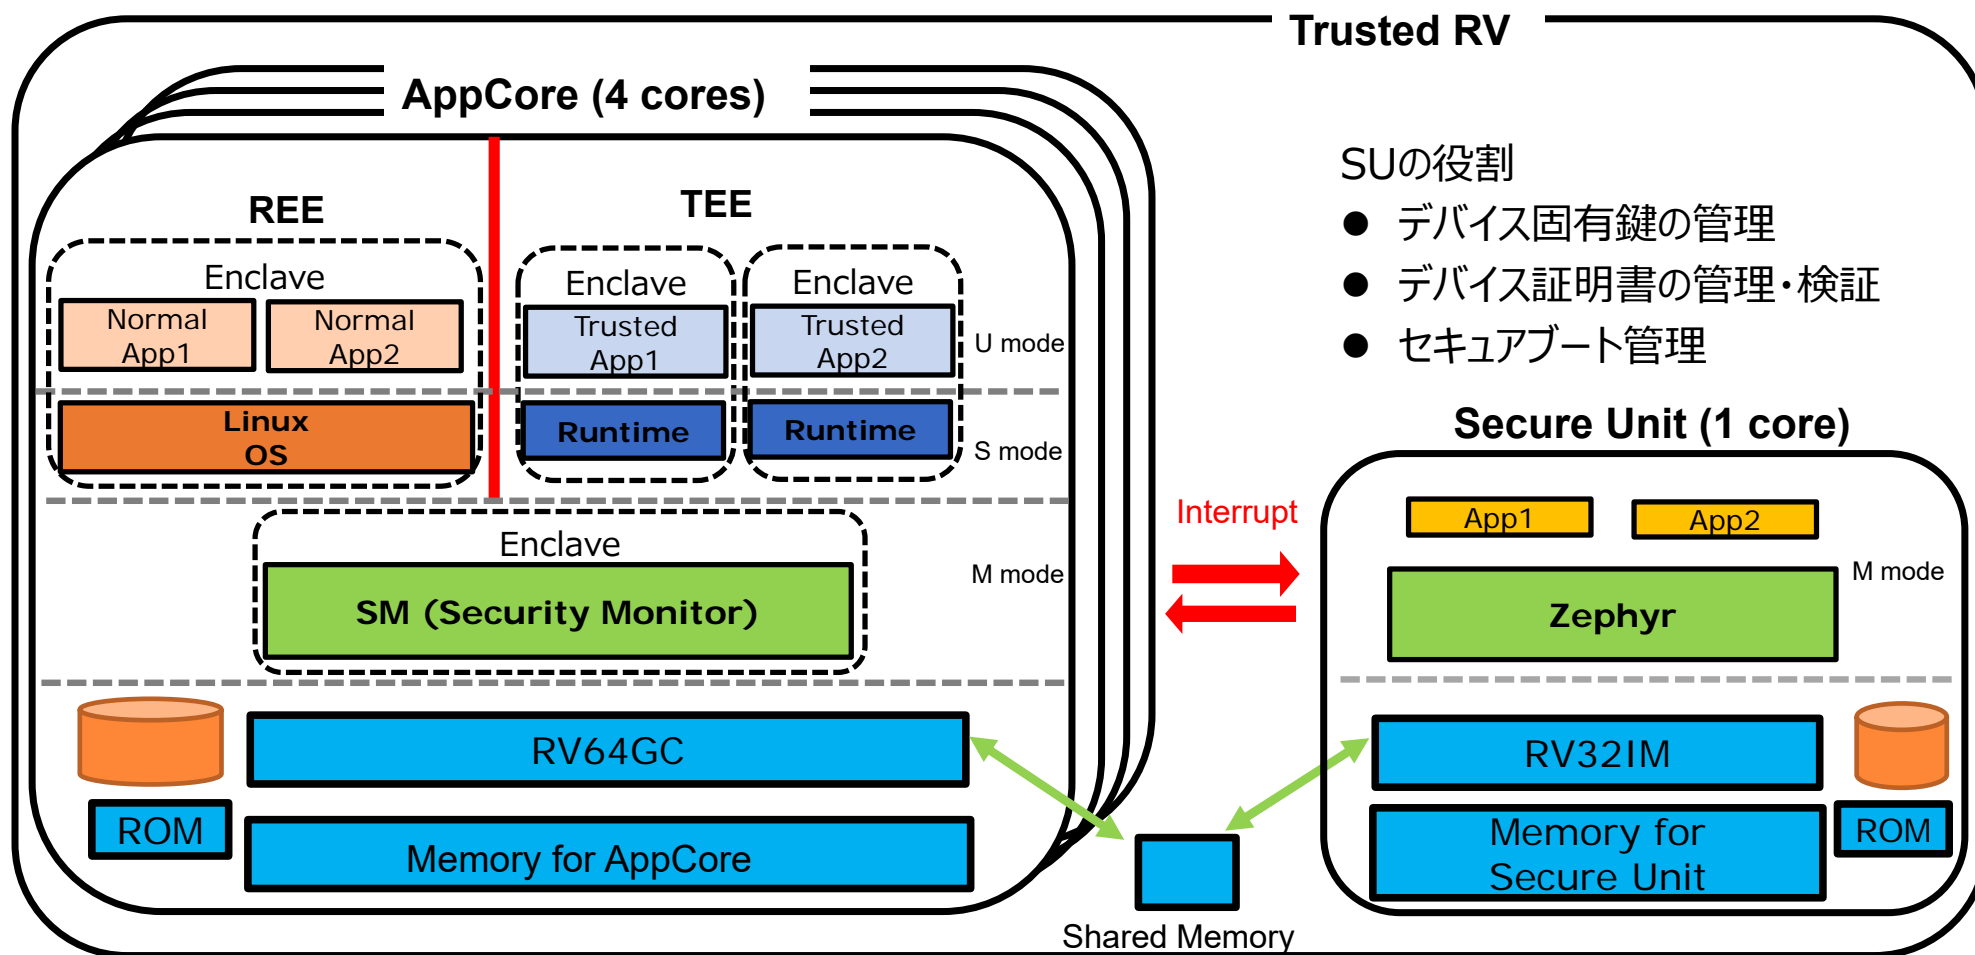 Trusted RV
AppCore (4 cores)
REE
TEE
Enclave
Normal
App1
Normal
App2
Enclave
Trusted
App1
Enclave
Trusted
App2
U mode
Linux
OS
Runtime
Runtime
S mode
Enclave
SM (Security Monitor)
M mode
RV64GC
ROM
Memory for AppCore
Interrupt
Shared Memory
SUの役割
● デバイス固有鍵の管理
● デバイス証明書の管理・検証
● セキュアブート管理
Secure Unit (1 core)
App1
App2
Zephyr
M mode
RV32IM
Memory for
Secure Unit
ROM